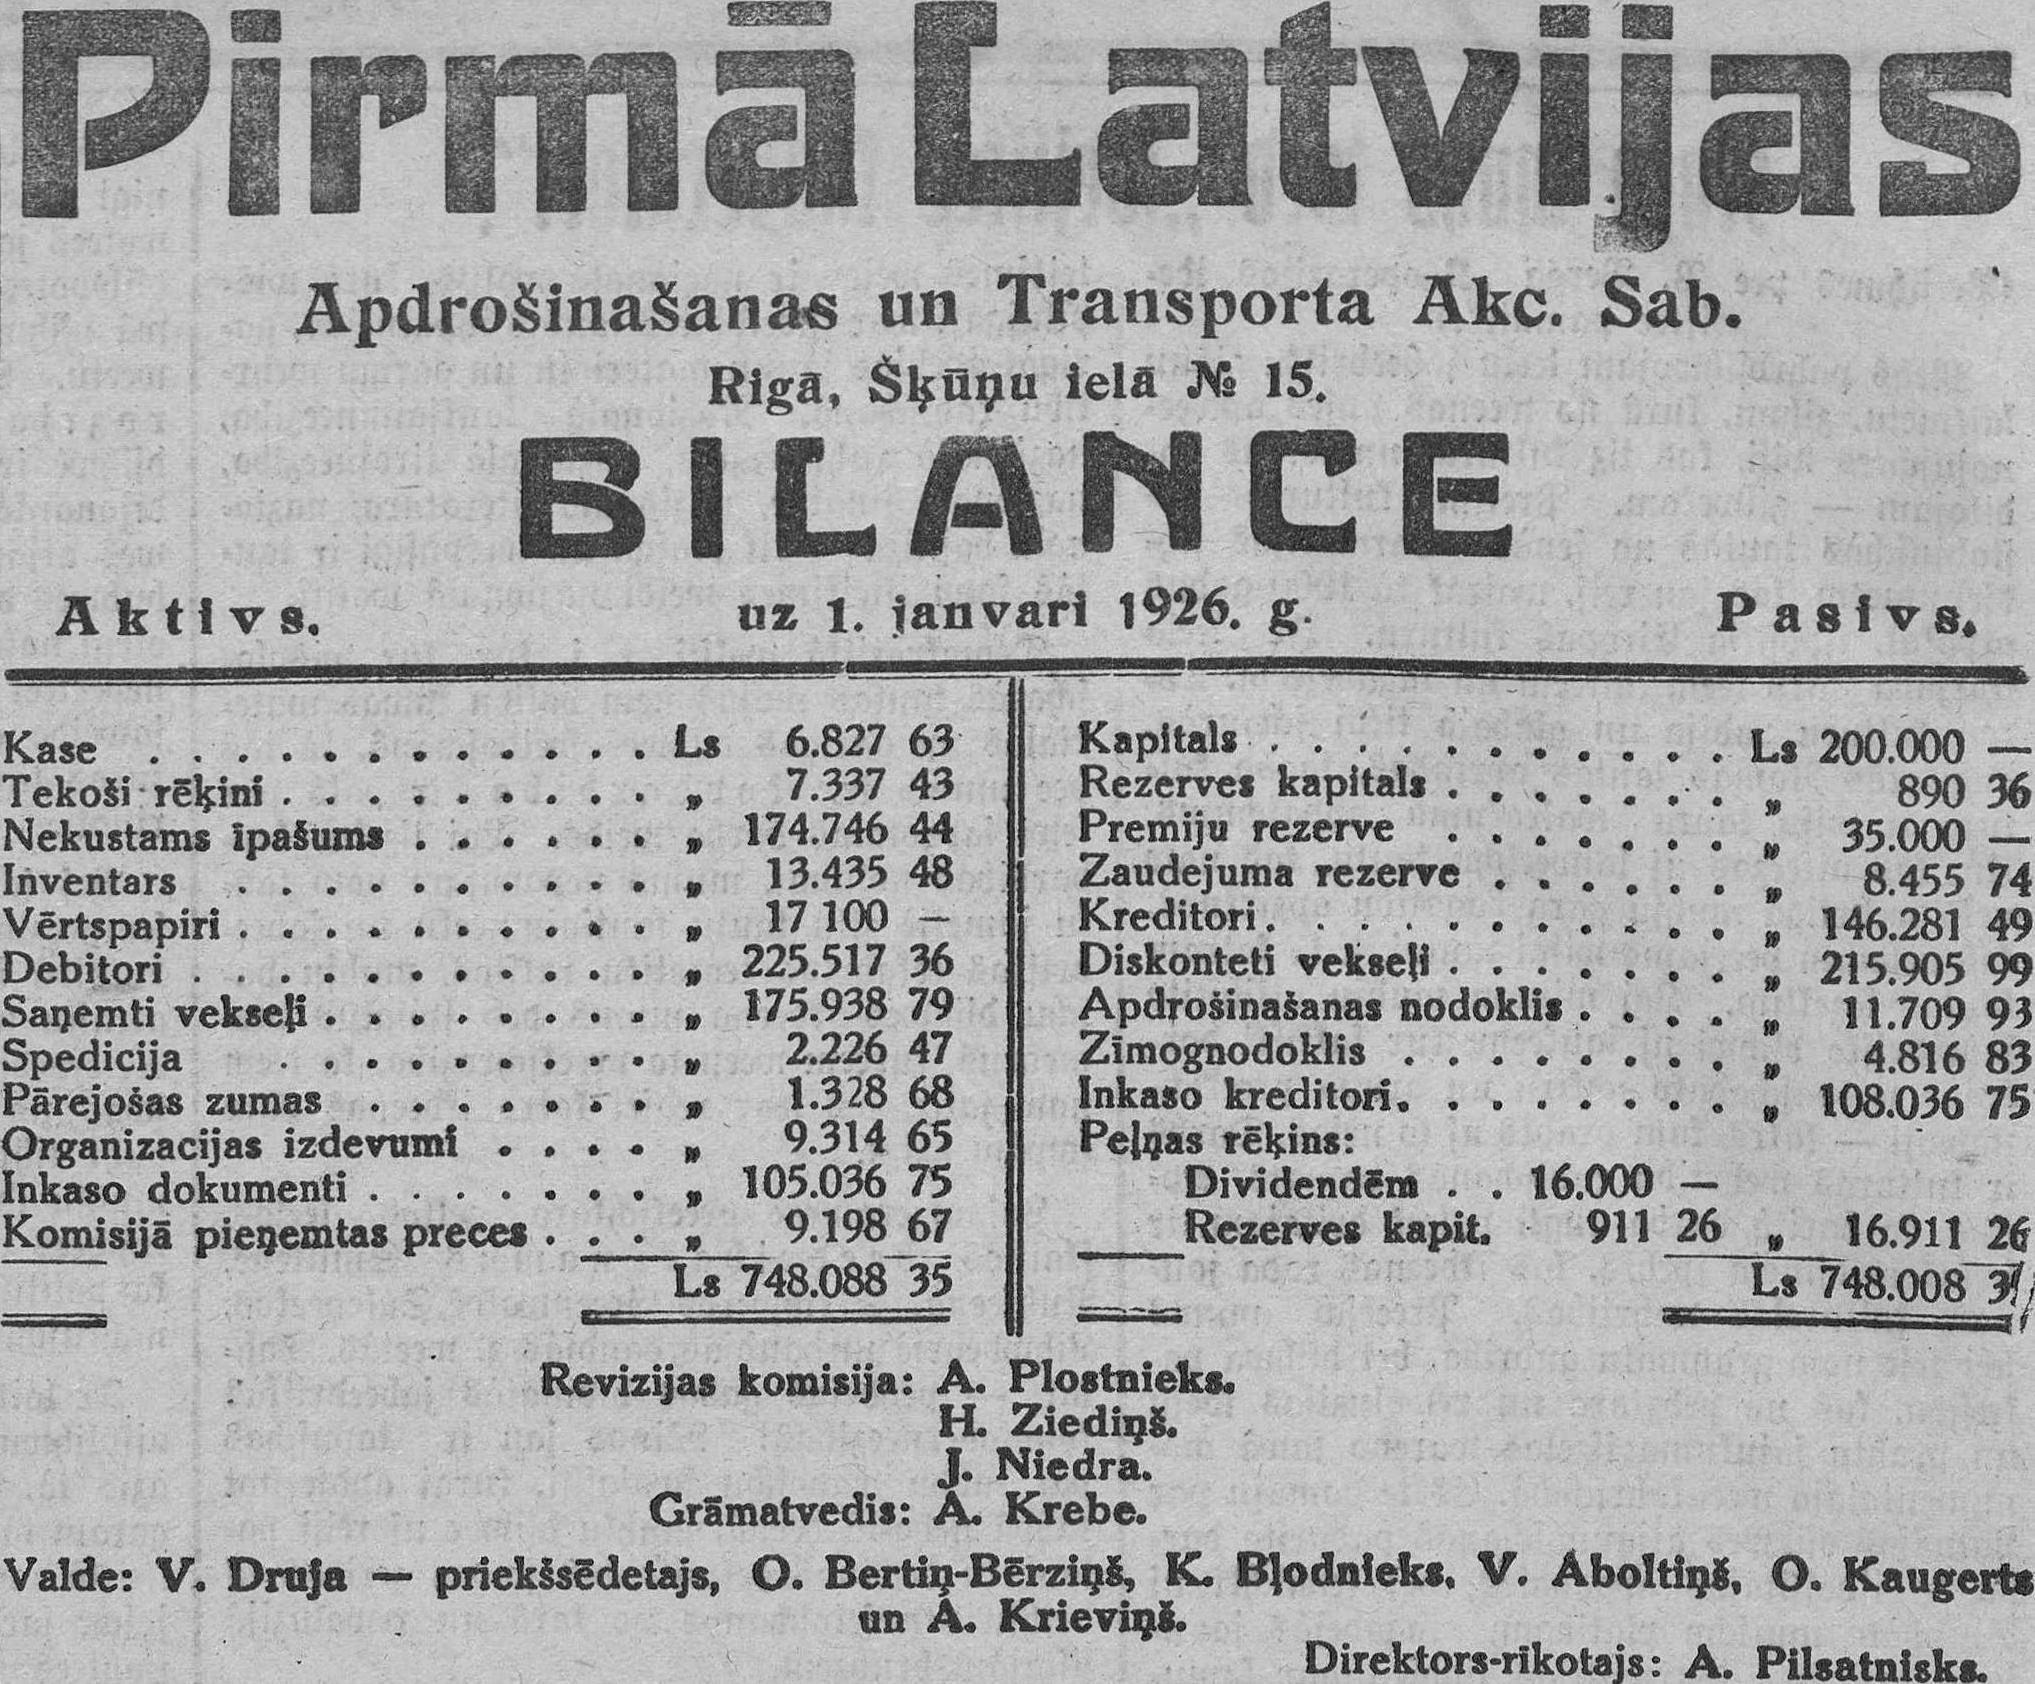 Pirmā Latvijas
Apdrošinašanas un Transporta Akc. Sab.
Rigā, Šķūņu ielā № 15.
BILANCE
Aktivs. uz 1. janvari 1926. g. Pasivs.
Kase . . . . . . . . . . . . Ls 6.827 63
Tekoši rēķini . . . . . . . . . „ 7.337 43
Nekustams īpašums . . . . . . „ 174.746 44
Inventars . . . . . . . . . . „ 13.435 48
Vērtspapiri . . . . . . . . . . „ 17 100 —
Debitori . . . . . . . . . . . „ 225.517 36
Saņemti vekseļi . . . . . . . . „ 175.938 79
Spedicija . . . . . . . . . „ 2.226 47
Pārejošas zumas . . . . . . . „ 1.328 68
Organizacijas izdevumi . . . . „ 9.314 65
Inkaso dokumenti . . . . . . . „ 105.036 75
Komisijā pieņemtas preces . . . „ 9.198 67
Ls 748.088 35
Kapitals . . . . . . . . . . . Ls 200.000 —
Rezerves kapitals . . . . . . . „ 890 36
Premiju rezerve . . . . . . . „ 35.000 —
Zaudejuma rezerve . . . . . . „ 8.455 74
Kreditori . . . . . . . . . . . „ 146.281 49
Diskonteti vekseļi . . . . . . . „ 215.905 99
Apdrošinašanas nodoklis . . . . „ 11.709 93
Zīmognodoklis . . . . . . . . „ 4.816 83
Inkaso kreditori . . . . . . . . „ 108.036 75
Peļņas rēķins:
Dividendēm . . 16.000 —
Rezerves kapit. 911 26 „ 16.911 26
Ls 748.008
Revizijas komisija: A. Plostnieks.
H. Ziediņš.
J. Niedra.
Grāmatvedis: A. Krebe.
Valde: V. Druja — priekšsēdetajs, O. Bertiņ-Bērziņš, K. Bļodnieks, V. Aboltiņš, O. Kaugerts
un A. Krieviņš.
Direktors-rīkotajs: A. Pilsatnisks.